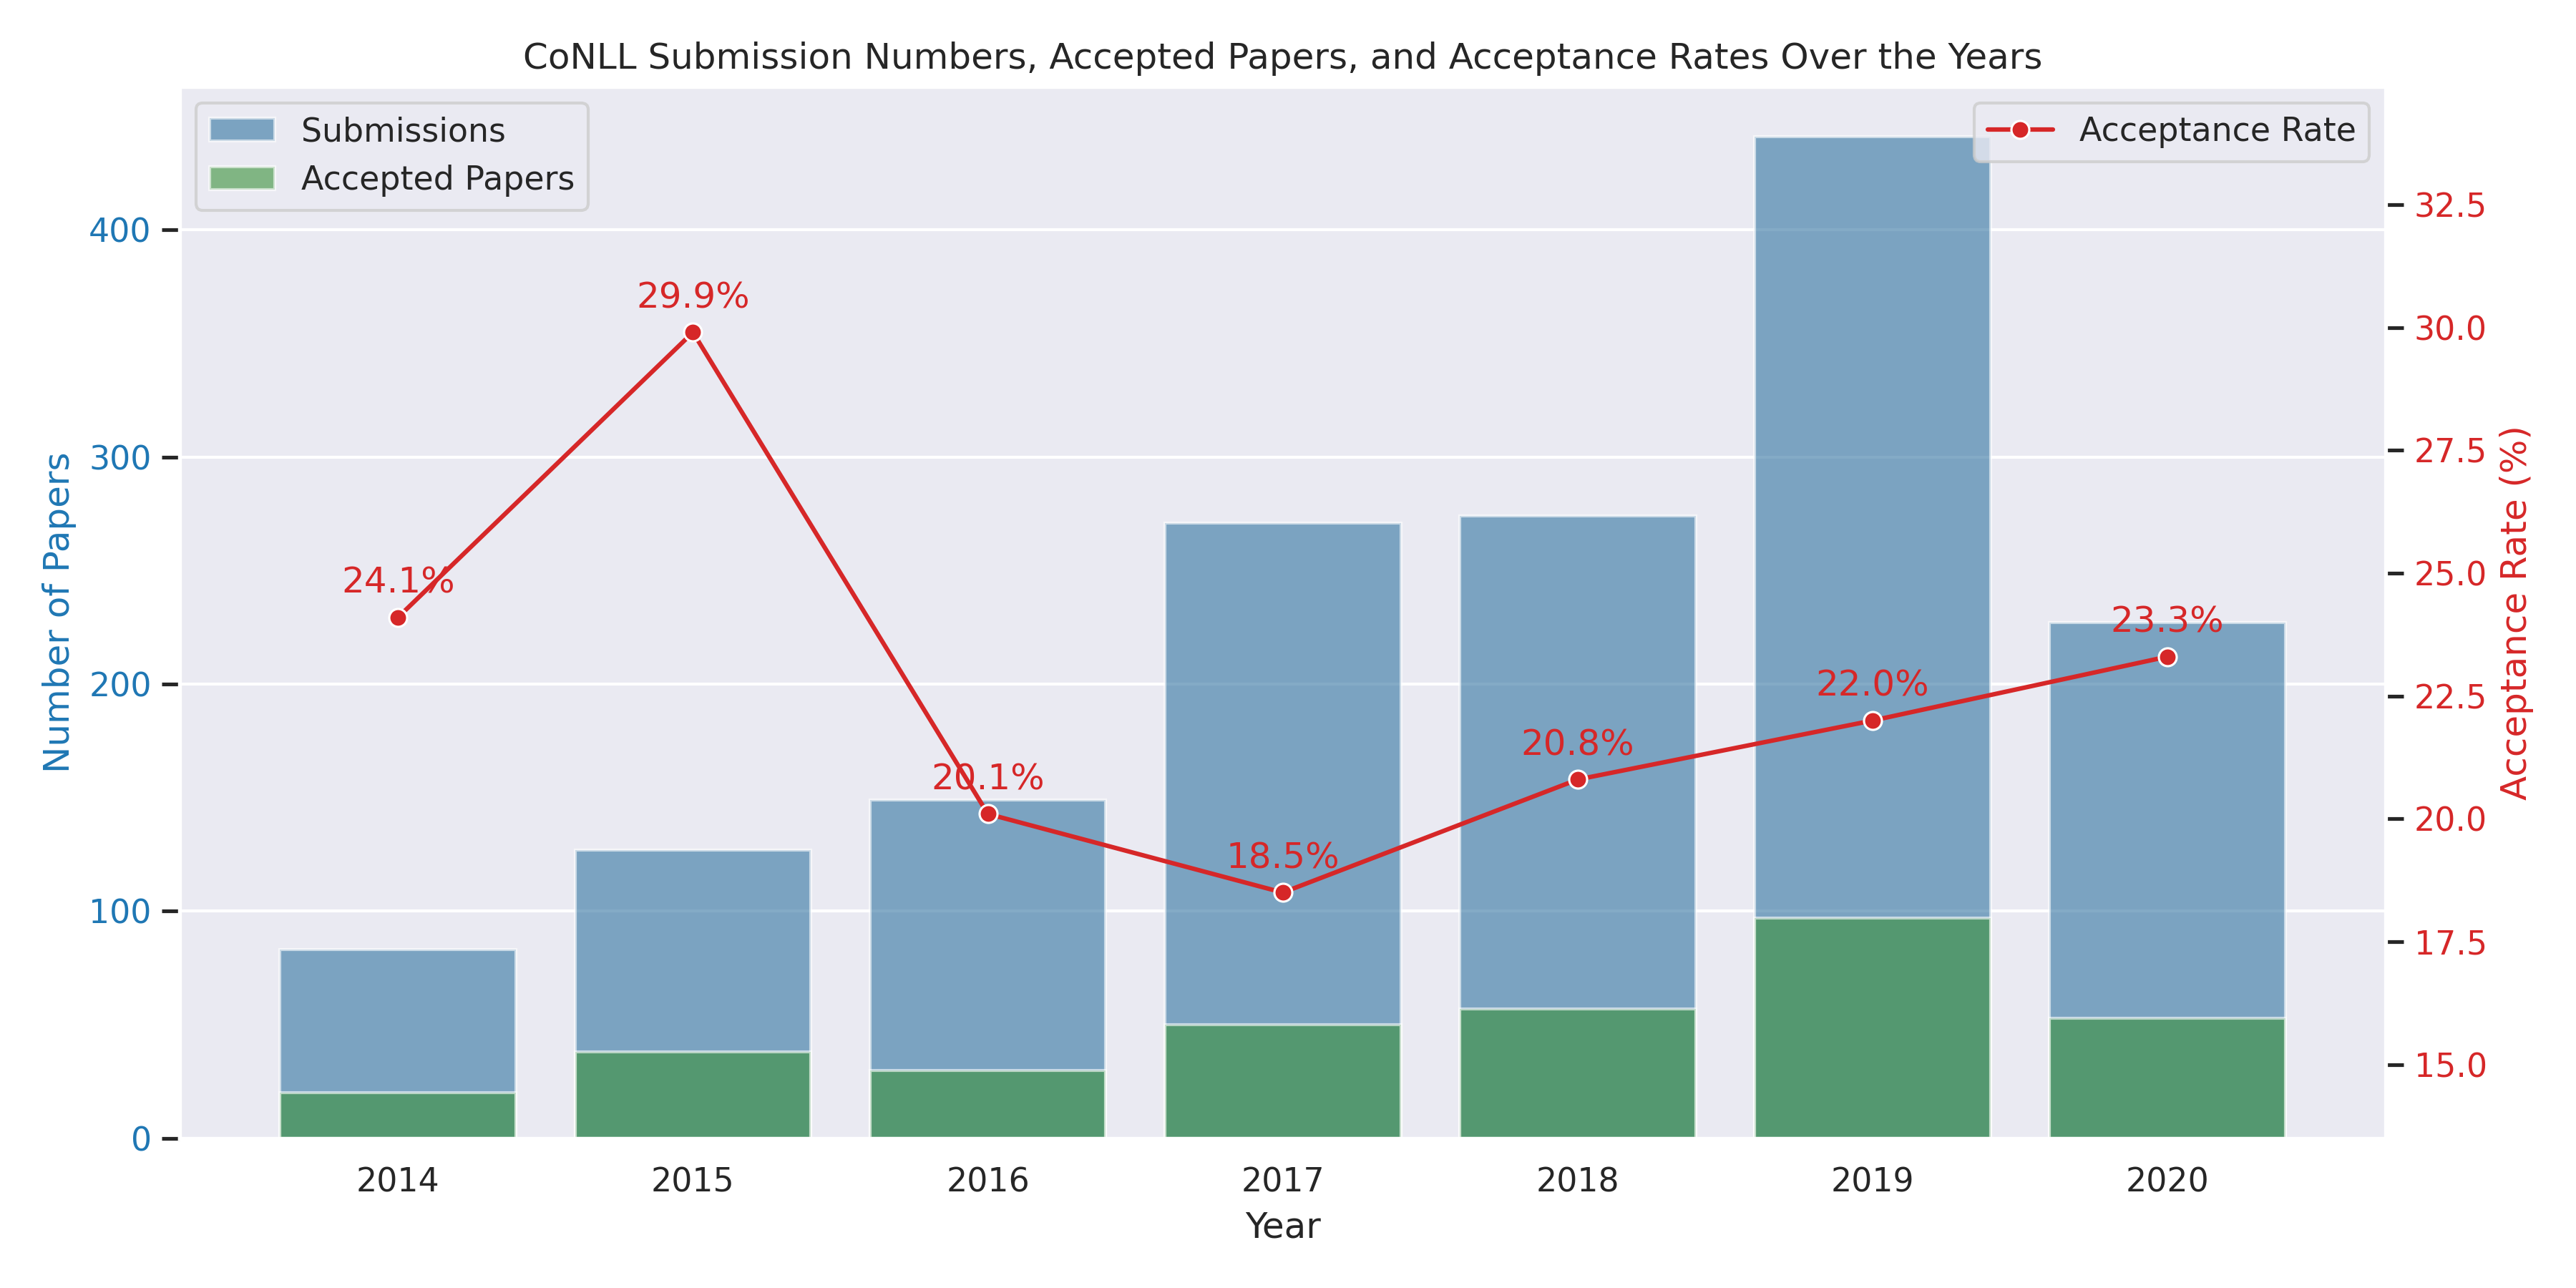 CoNLL Submission Numbers, Accepted Papers, and Acceptance Rates Over the Years
Submissions
Accepted Papers
Acceptance Rate
Number of Papers
400
300
200
100
0
24.1%
29.9%
20.1%
18.5%
20.8%
22.0%
23.3%
32.5
30.0
27.5
25.0
22.5
20.0
17.5
15.0
Acceptance Rate (%)
2014 2015 2016 2017 2018 2019 2020
Year